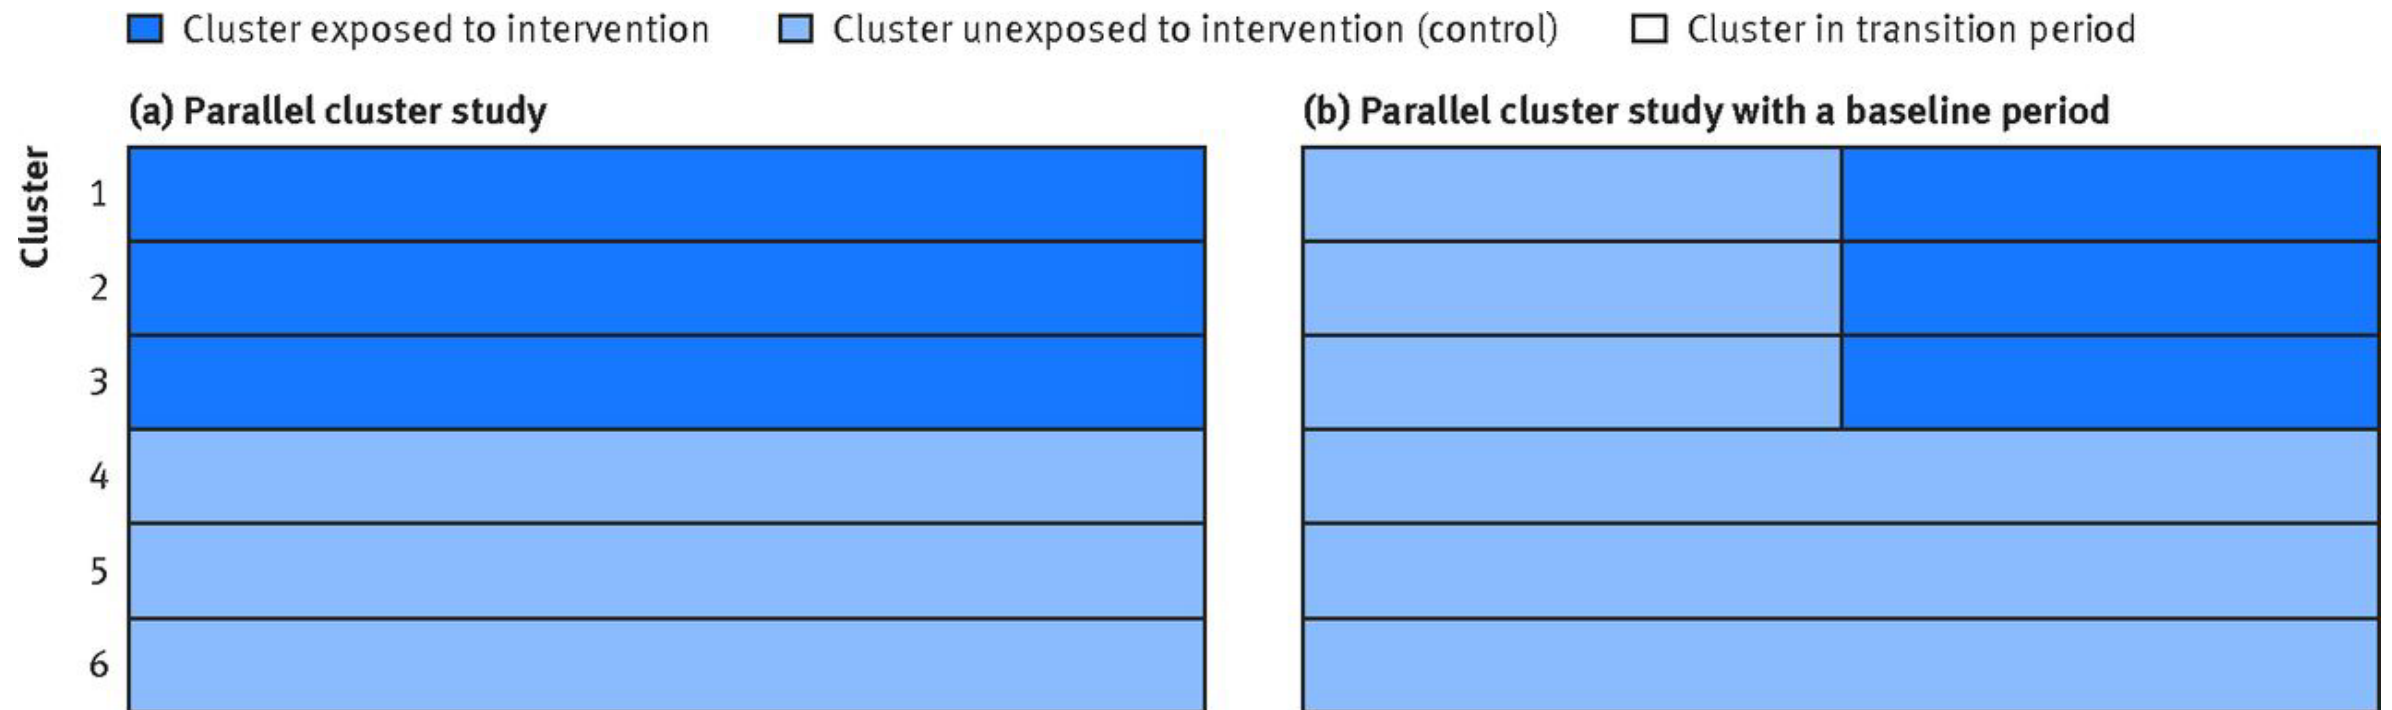 Cluster exposed to intervention
Cluster unexposed to intervention (control)
Cluster in transition period
(a) Parallel cluster study
(b) Parallel cluster study with a baseline period
Cluster
1
2
3
4
5
6